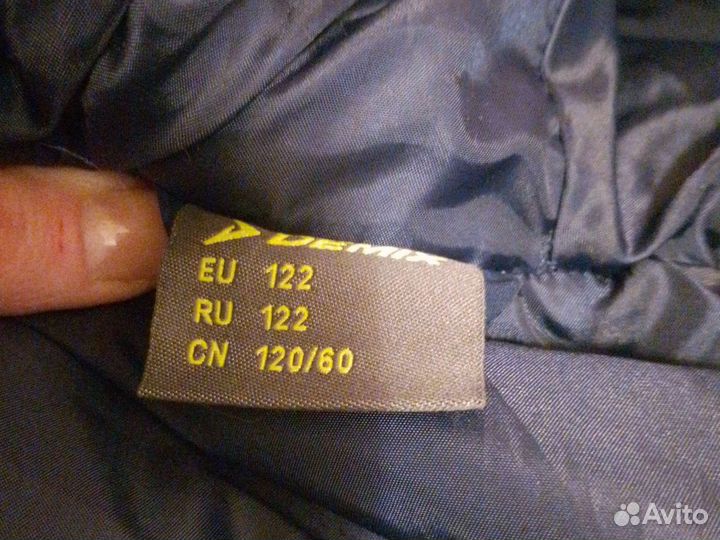 DEMIX
EU 122
RU 122
CN 120/60
Avito